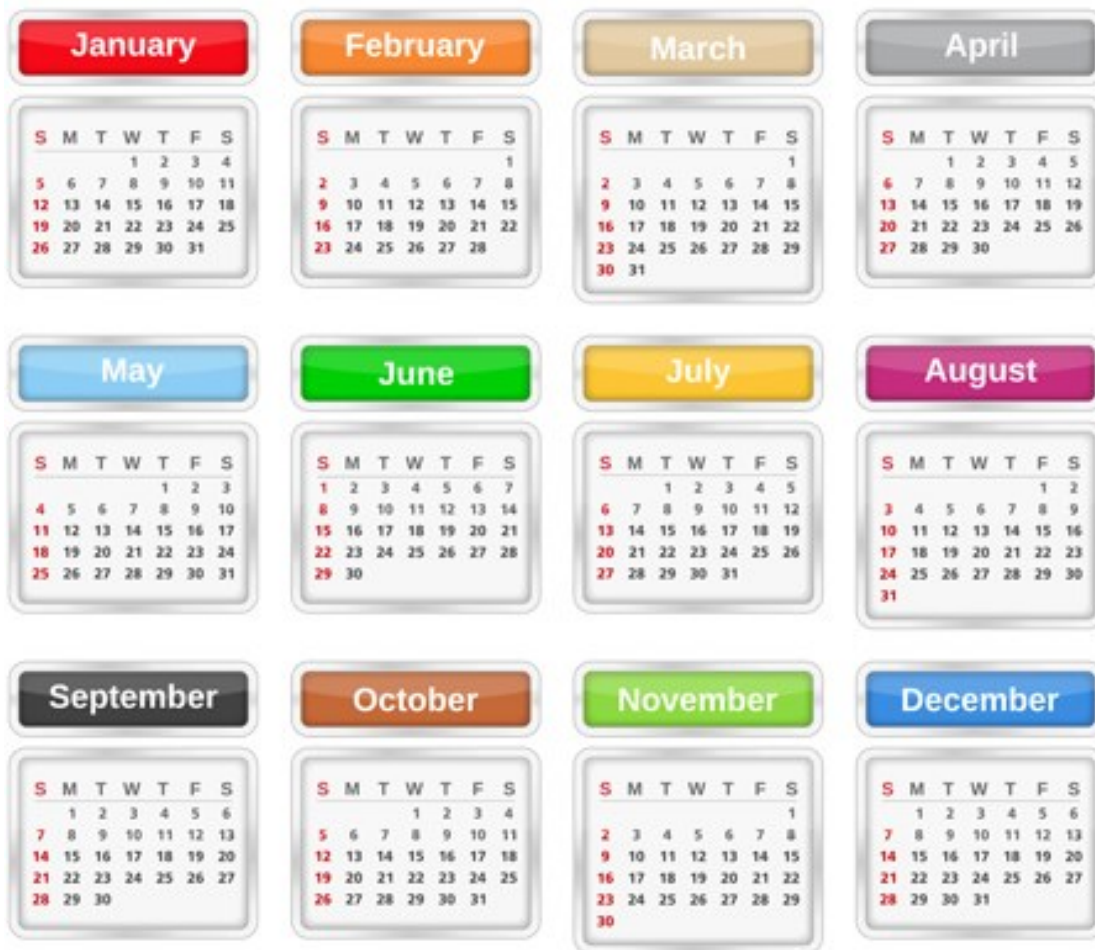 January
S M T W T F S
1 2 3 4
5 6 7 8 9 10 11
12 13 14 15 16 17 18
19 20 21 22 23 24 25
26 27 28 29 30 31
February
S M T W T F S
1
2 3 4 5 6 7 8
9 10 11 12 13 14 15
16 17 18 19 20 21 22
23 24 25 26 27 28
March
S M T W T F S
1
2 3 4 5 6 7 8
9 10 11 12 13 14 15
16 17 18 19 20 21 22
23 24 25 26 27 28 29
30 31
April
S M T W T F S
1 2 3 4 5
6 7 8 9 10 11 12
13 14 15 16 17 18 19
20 21 22 23 24 25 26
27 28 29 30
May
S M T W T F S
1 2 3
4 5 6 7 8 9 10
11 12 13 14 15 16 17
18 19 20 21 22 23 24
25 26 27 28 29 30 31
June
S M T W T F S
1 2 3 4 5 6 7
8 9 10 11 12 13 14
15 16 17 18 19 20 21
22 23 24 25 26 27 28
29 30
July
S M T W T F S
1 2 3 4 5
6 7 8 9 10 11 12
13 14 15 16 17 18 19
20 21 22 23 24 25 26
27 28 29 30 31
August
S M T W T F S
1 2
3 4 5 6 7 8 9
10 11 12 13 14 15 16
17 18 19 20 21 22 23
24 25 26 27 28 29 30
31
September
S M T W T F S
1 2 3 4 5 6
7 8 9 10 11 12 13
14 15 16 17 18 19 20
21 22 23 24 25 26 27
28 29 30
October
S M T W T F S
1 2 3 4
5 6 7 8 9 10 11
12 13 14 15 16 17 18
19 20 21 22 23 24 25
26 27 28 29 30 31
November
S M T W T F S
1
2 3 4 5 6 7 8
9 10 11 12 13 14 15
16 17 18 19 20 21 22
23 24 25 26 27 28 29
30
December
S M T W T F S
1 2 3 4 5 6
7 8 9 10 11 12 13
14 15 16 17 18 19 20
21 22 23 24 25 26 27
28 29 30 31